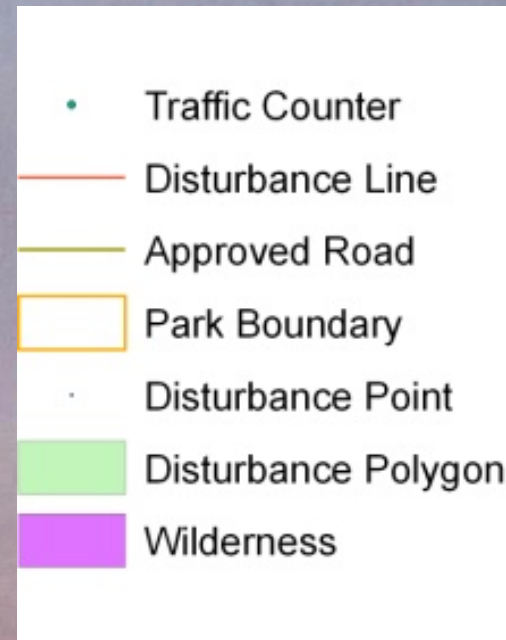 Traffic Counter
Disturbance Line
Approved Road
Park Boundary
Disturbance Point
Disturbance Polygon
Wilderness